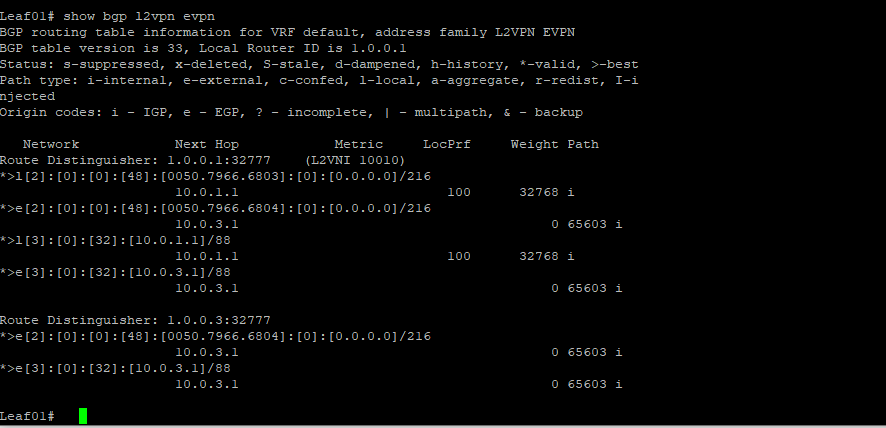 Leaf01# show bgp l2vpn evpn
BGP routing table information for VRF default, address family L2VPN EVPN
BGP table version is 33, Local Router ID is 1.0.0.1
Status: s-suppressed, x-deleted, S-stale, d-dampened, h-history, *-valid, >-best
Path type: i-internal, e-external, c-confed, l-local, a-aggregate, r-redist, I-i
njected
Origin codes: i - IGP, e - EGP, ? - incomplete, | - multipath, & - backup
   Network            Next Hop            Metric     LocPrf     Weight Path
Route Distinguisher: 1.0.0.1:32777    (L2VNI 10010)
*>l[2]:[0]:[0]:[48]:[0050.7966.6803]:[0]:[0.0.0.0]/216
                      10.0.1.1                          100      32768 i
*>e[2]:[0]:[0]:[48]:[0050.7966.6804]:[0]:[0.0.0.0]/216
                      10.0.3.1                                       0 65603 i
*>l[3]:[0]:[32]:[10.0.1.1]/88
                      10.0.1.1                          100      32768 i
*>e[3]:[0]:[32]:[10.0.3.1]/88
                      10.0.3.1                                       0 65603 i
Route Distinguisher: 1.0.0.3:32777
*>e[2]:[0]:[0]:[48]:[0050.7966.6804]:[0]:[0.0.0.0]/216
                      10.0.3.1                                       0 65603 i
*>e[3]:[0]:[32]:[10.0.3.1]/88
                      10.0.3.1                                       0 65603 i
Leaf01#